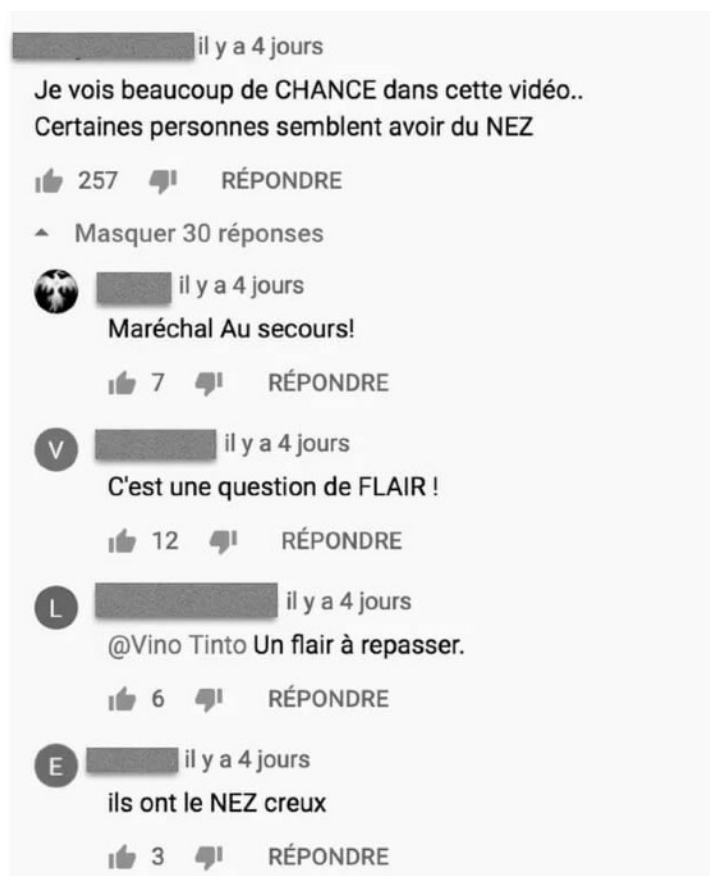 il y a 4 jours
Je vois beaucoup de CHANCE dans cette vidéo..
Certaines personnes semblent avoir du NEZ
257 RÉPONDRE
Masquer 30 réponses
il y a 4 jours
Maréchal Au secours!
7 RÉPONDRE
V il y a 4 jours
C'est une question de FLAIR !
12 RÉPONDRE
L il y a 4 jours
@Vino Tinto Un flair à repasser.
6 RÉPONDRE
E il y a 4 jours
ils ont le NEZ creux
3 RÉPONDRE